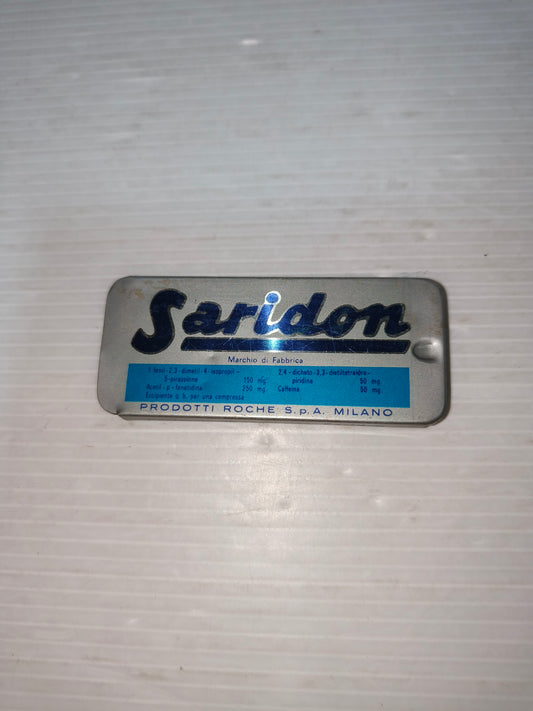 Saridon
Marchio di Fabbrica
1 fenil - 2,3 - dimetil - 4 - isopropil -
5-pirazolone 150 mg.
Acetil - p - fenetidina 250 mg.
Eccipiente q. b. per una compressa
2,4 - dicheto - 3,3 - dietiltetraidro -
piridina 50 mg.
Caffeina 50 mg.
PRODOTTI ROCHE S.p.A. MILANO